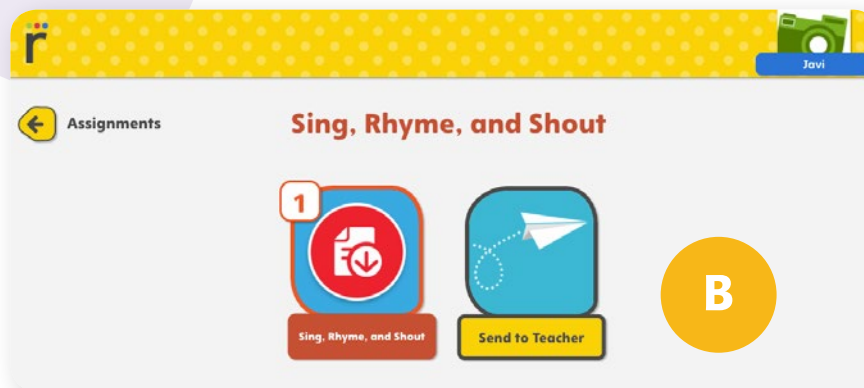 r
Javi
Assignments
Sing, Rhyme, and Shout
1
Sing, Rhyme, and Shout
Send to Teacher
B